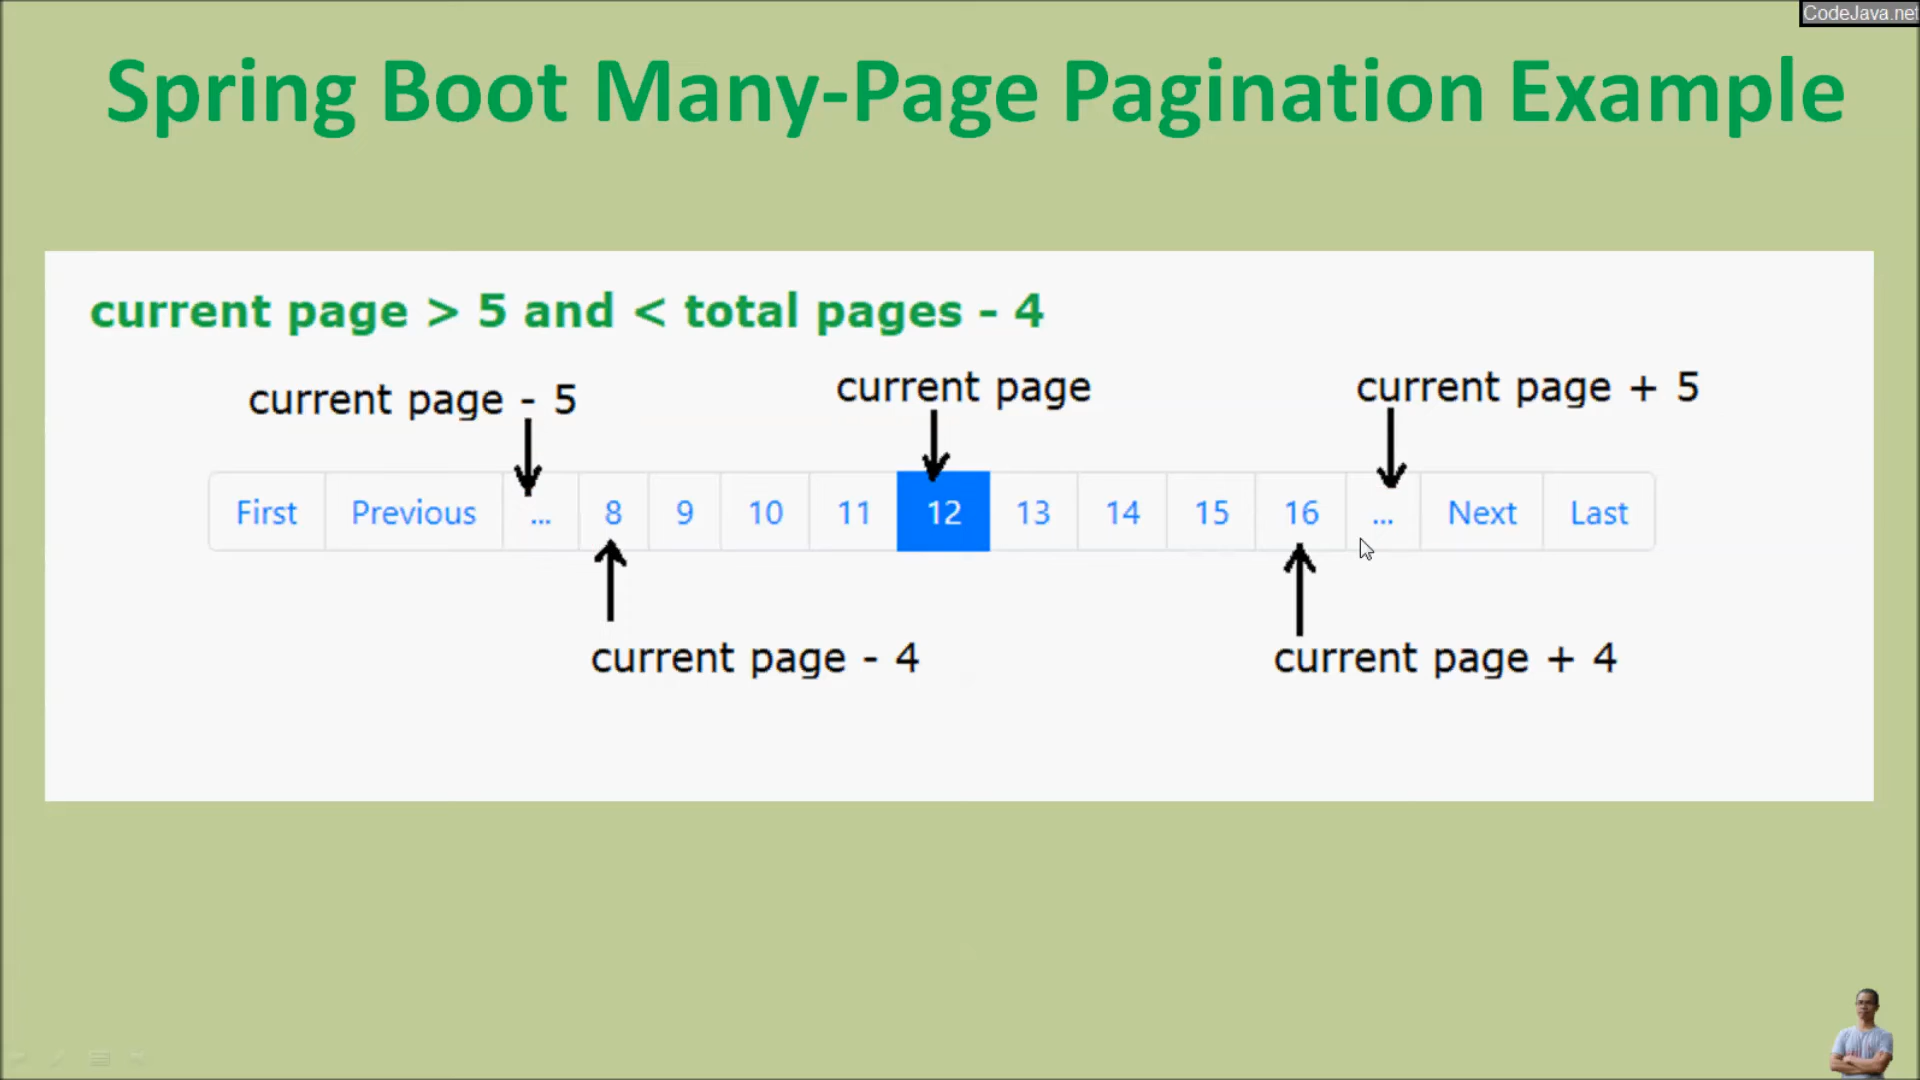 CodeJava.net
Spring Boot Many-Page Pagination Example
current page > 5 and < total pages - 4
current page - 5 current page current page + 5
First Previous ... 8 9 10 11 12 13 14 15 16 ... Next Last
current page - 4 current page + 4